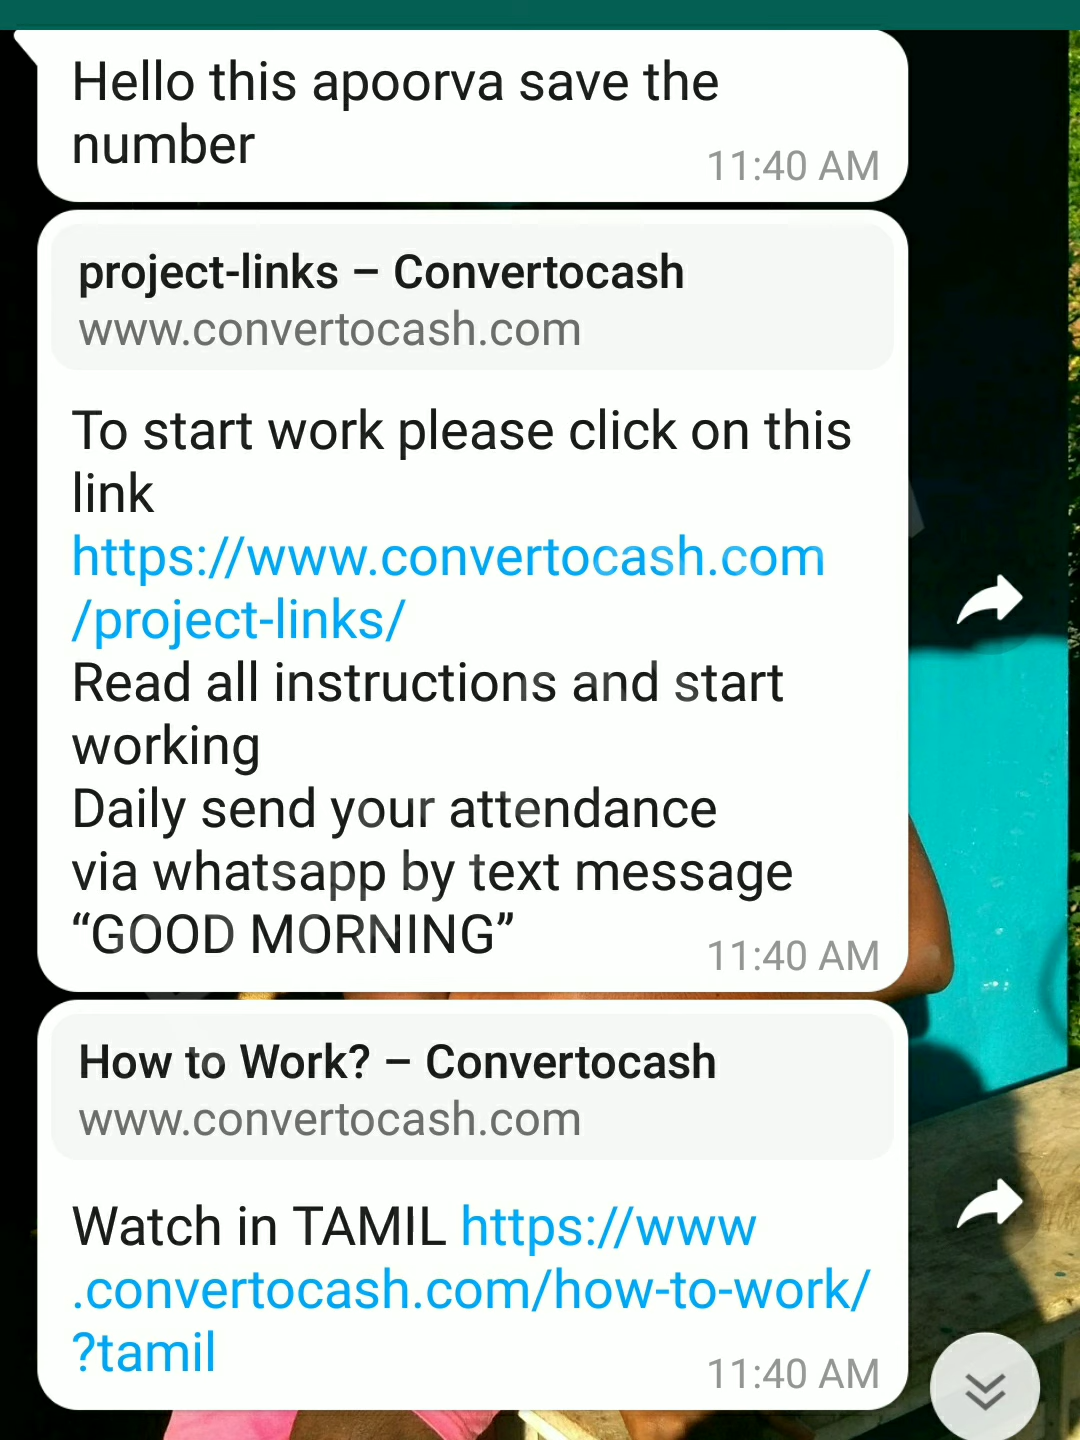 Hello this apoorva save the
number
11:40 AM
project-links – Convertocash
www.convertocash.com
To start work please click on this
link
https://www.convertocash.com
/project-links/
Read all instructions and start
working
Daily send your attendance
via whatsapp by text message
“GOOD MORNING”
11:40 AM
How to Work? – Convertocash
www.convertocash.com
Watch in TAMIL https://www
.convertocash.com/how-to-work/
?tamil
11:40 AM